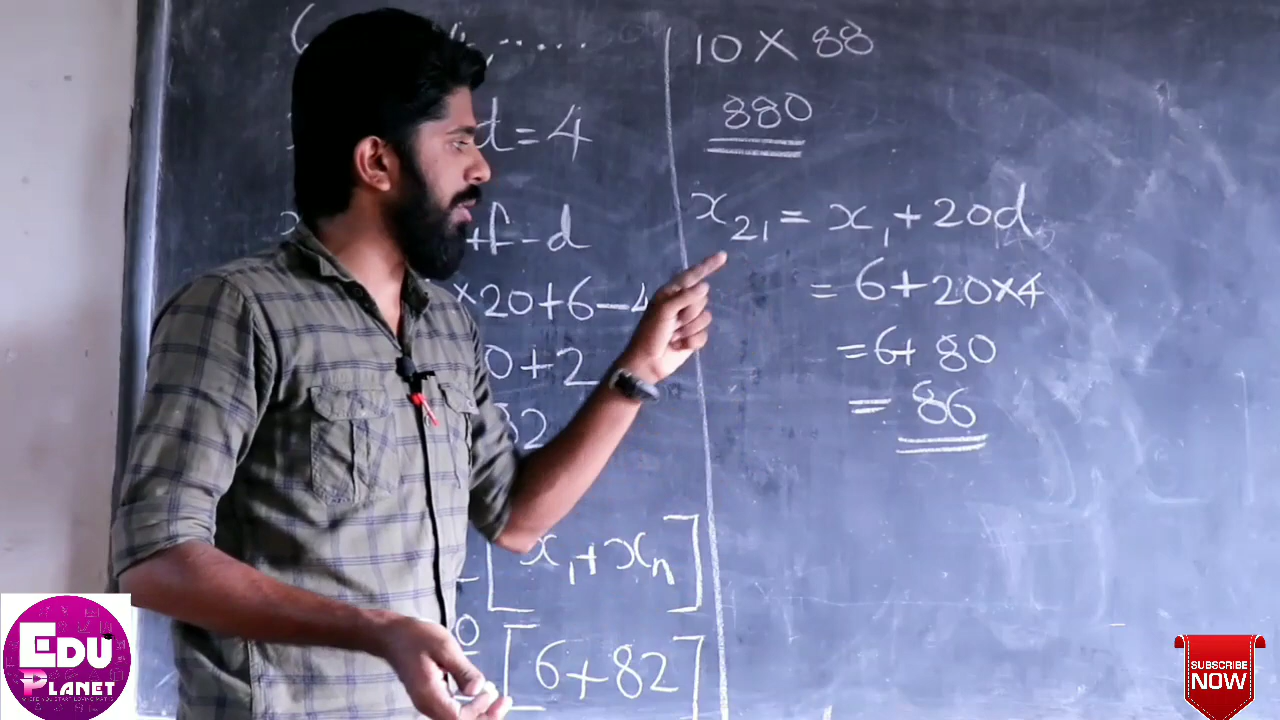 ( ......
d=4
+f-d
×20+6-4
0+2
82
[x₁+xₙ]
0
[6+82]
10 × 88
880
x₂₁ = x₁+20d
= 6+20×4
=6+80
= 86
EDU
PLANET
SUBSCRIBE
NOW